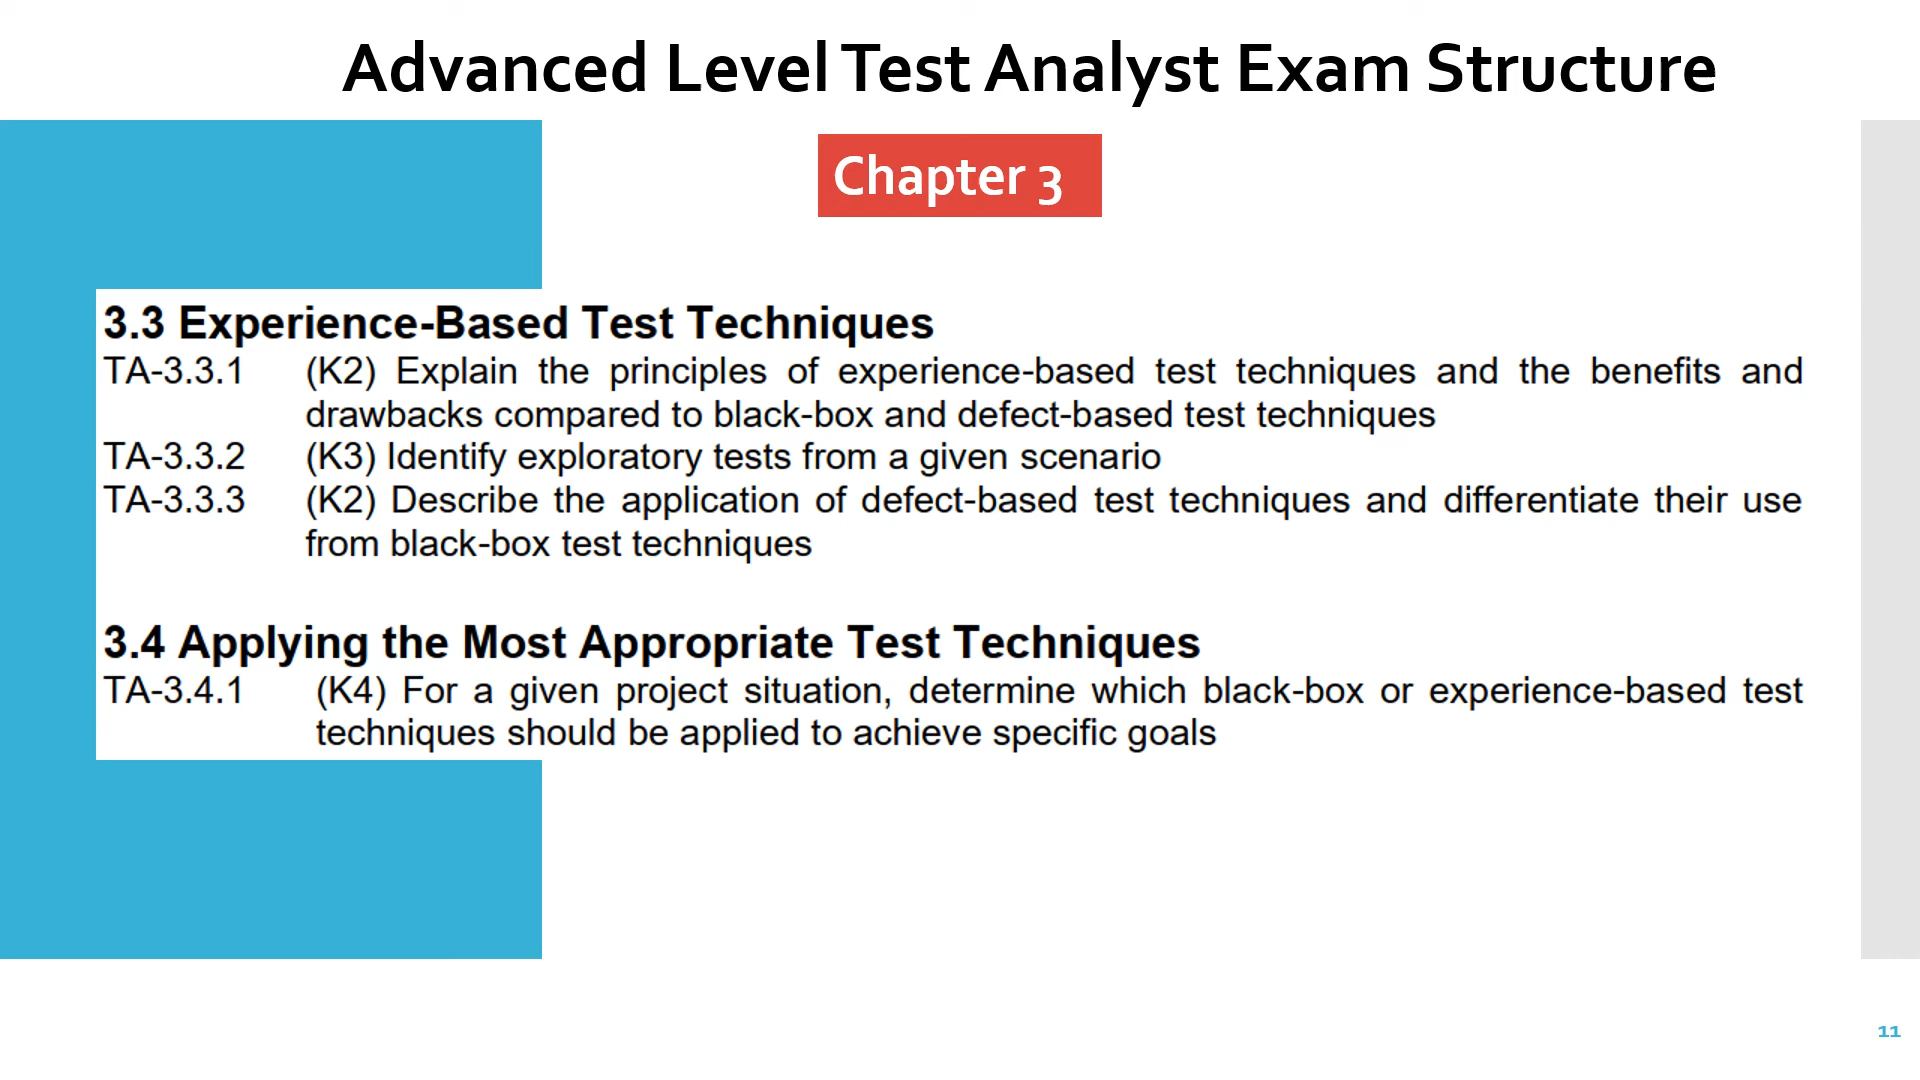 Advanced Level Test Analyst Exam Structure
Chapter 3
3.3 Experience-Based Test Techniques
TA-3.3.1 (K2) Explain the principles of experience-based test techniques and the benefits and
drawbacks compared to black-box and defect-based test techniques
TA-3.3.2 (K3) Identify exploratory tests from a given scenario
TA-3.3.3 (K2) Describe the application of defect-based test techniques and differentiate their use
from black-box test techniques
3.4 Applying the Most Appropriate Test Techniques
TA-3.4.1 (K4) For a given project situation, determine which black-box or experience-based test
techniques should be applied to achieve specific goals
11